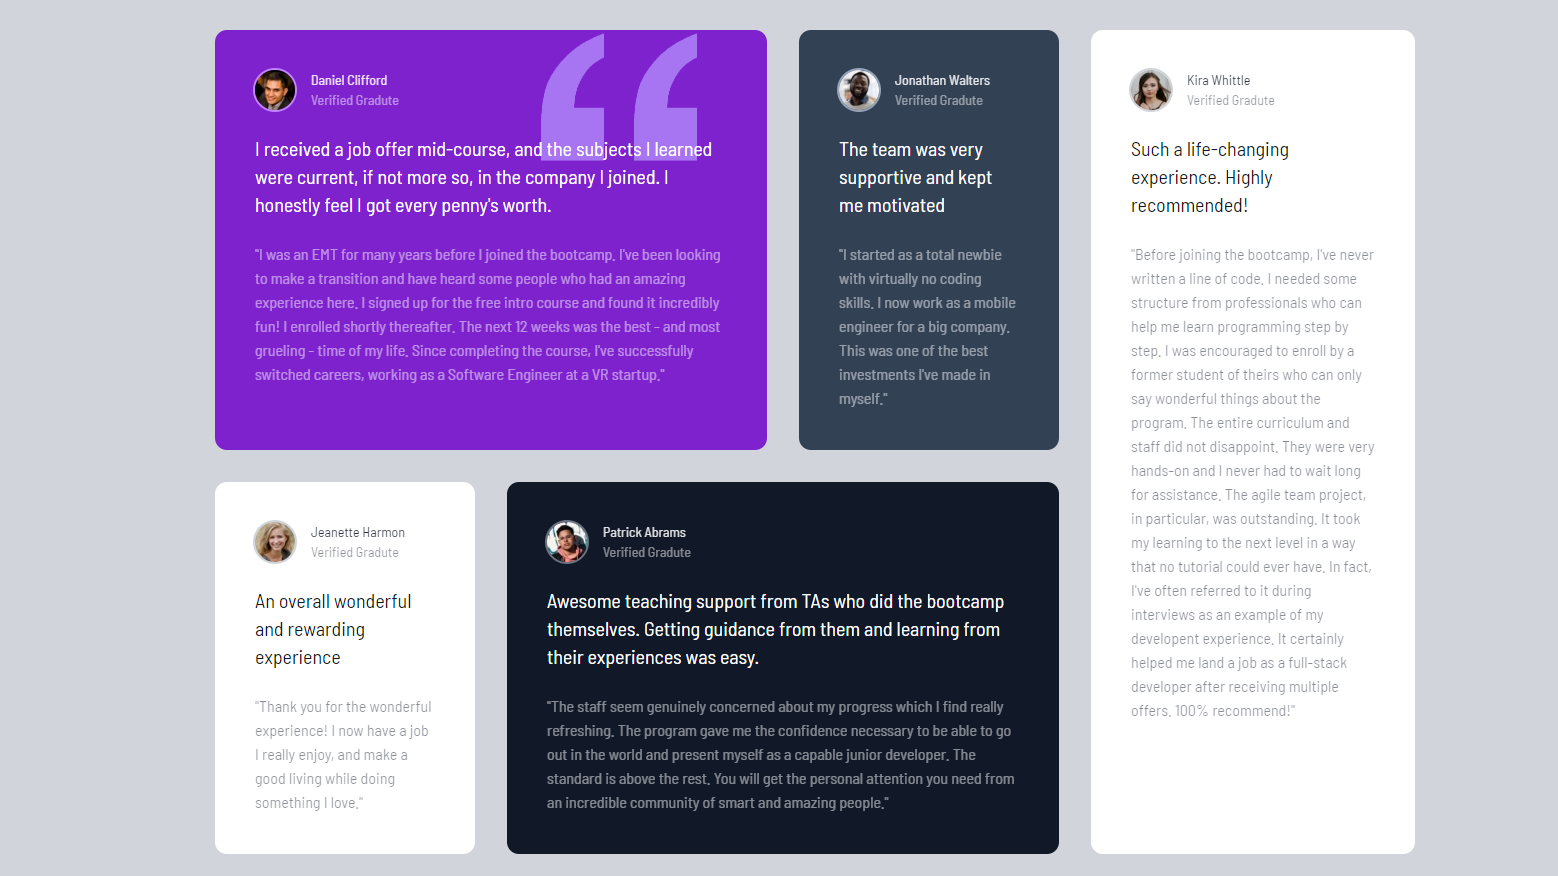 Daniel Clifford
Verified Gradute
I received a job offer mid-course, and the subjects I learned
were current, if not more so, in the company I joined. I
honestly feel I got every penny's worth.
"I was an EMT for many years before I joined the bootcamp. I've been looking
to make a transition and have heard some people who had an amazing
experience here. I signed up for the free intro course and found it incredibly
fun! I enrolled shortly thereafter. The next 12 weeks was the best - and most
grueling - time of my life. Since completing the course, I've successfully
switched careers, working as a Software Engineer at a VR startup."
Jonathan Walters
Verified Gradute
The team was very
supportive and kept
me motivated
"I started as a total newbie
with virtually no coding
skills. I now work as a mobile
engineer for a big company.
This was one of the best
investments I've made in
myself."
Kira Whittle
Verified Gradute
Such a life-changing
experience. Highly
recommended!
"Before joining the bootcamp, I've never
written a line of code. I needed some
structure from professionals who can
help me learn programming step by
step. I was encouraged to enroll by a
former student of theirs who can only
say wonderful things about the
program. The entire curriculum and
staff did not disappoint. They were very
hands-on and I never had to wait long
for assistance. The agile team project,
in particular, was outstanding. It took
my learning to the next level in a way
that no tutorial could ever have. In fact,
I've often referred to it during
interviews as an example of my
developent experience. It certainly
helped me land a job as a full-stack
developer after receiving multiple
offers. 100% recommend!"
Jeanette Harmon
Verified Gradute
An overall wonderful
and rewarding
experience
"Thank you for the wonderful
experience! I now have a job
I really enjoy, and make a
good living while doing
something I love."
Patrick Abrams
Verified Gradute
Awesome teaching support from TAs who did the bootcamp
themselves. Getting guidance from them and learning from
their experiences was easy.
"The staff seem genuinely concerned about my progress which I find really
refreshing. The program gave me the confidence necessary to be able to go
out in the world and present myself as a capable junior developer. The
standard is above the rest. You will get the personal attention you need from
an incredible community of smart and amazing people."